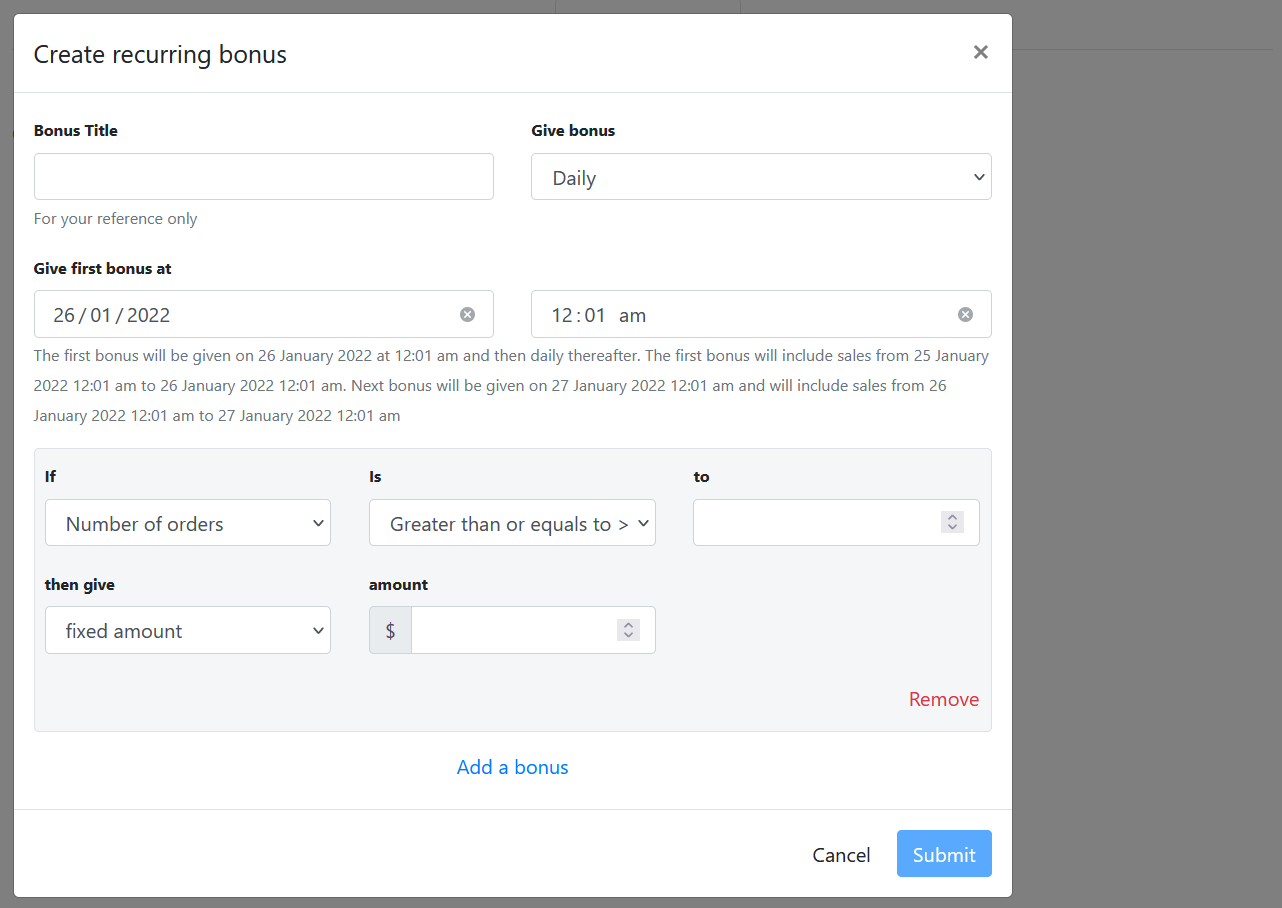 Create recurring bonus ×
Bonus Title Give bonus
Daily
For your reference only
Give first bonus at
26/01/2022 12:01 am
The first bonus will be given on 26 January 2022 at 12:01 am and then daily thereafter. The first bonus will include sales from 25 January
2022 12:01 am to 26 January 2022 12:01 am. Next bonus will be given on 27 January 2022 12:01 am and will include sales from 26
January 2022 12:01 am to 27 January 2022 12:01 am
If Is to
Number of orders Greater than or equals to >
then give amount
fixed amount $
Remove
Add a bonus
Cancel Submit